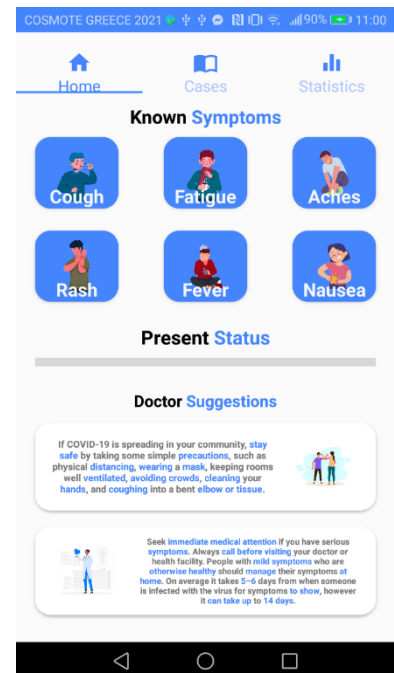 COSMOTE GREECE 2021 90% 11:00
Home Cases Statistics
Known Symptoms
Cough Fatigue Aches
Rash Fever Nausea
Present Status
Doctor Suggestions
If COVID-19 is spreading in your community, stay
safe by taking some simple precautions, such as
physical distancing, wearing a mask, keeping rooms
well ventilated, avoiding crowds, cleaning your
hands, and coughing into a bent elbow or tissue.
Seek Immediate medical attention if you have serious
symptoms. Always call before visiting your doctor or
health facility. People with mild symptoms who are
otherwise healthy should manage their symptoms at
home. On average it takes 5–6 days from when someone
is infected with the virus for symptoms to show, however
it can take up to 14 days.